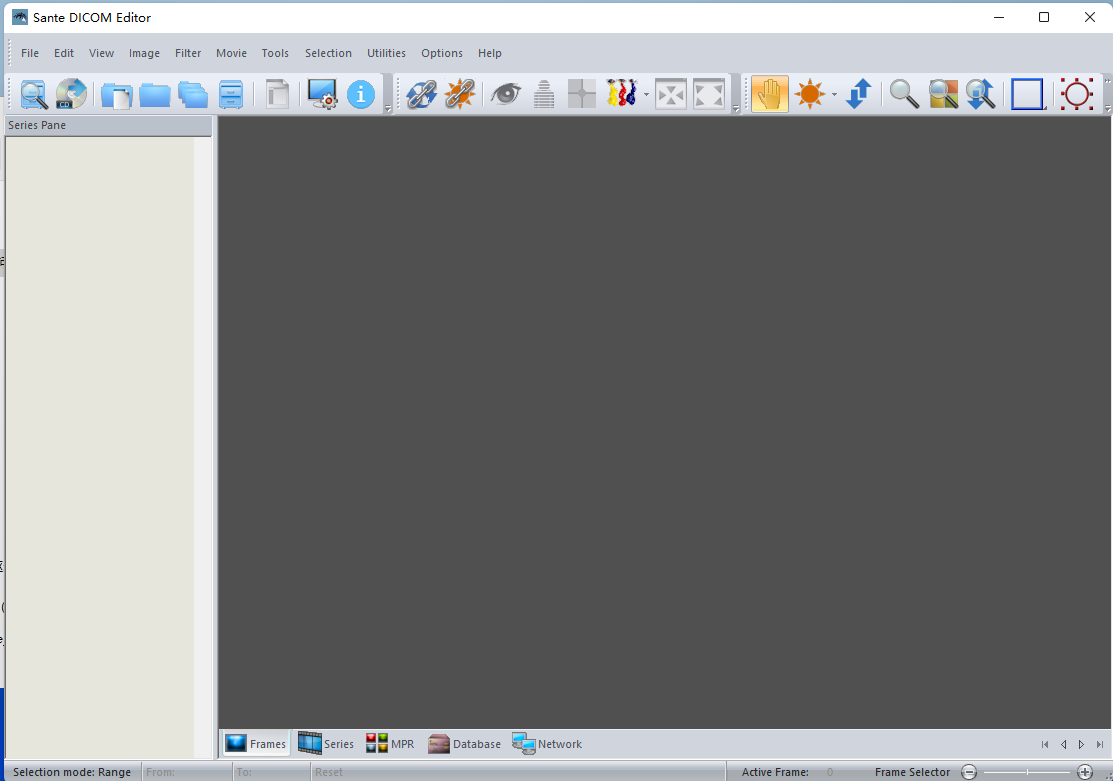 Sante DICOM Editor
File Edit View Image Filter Movie Tools Selection Utilities Options Help
CD
Series Pane
Frames Series MPR Database Network
Selection mode: Range From: To: Reset Active Frame: 0 Frame Selector